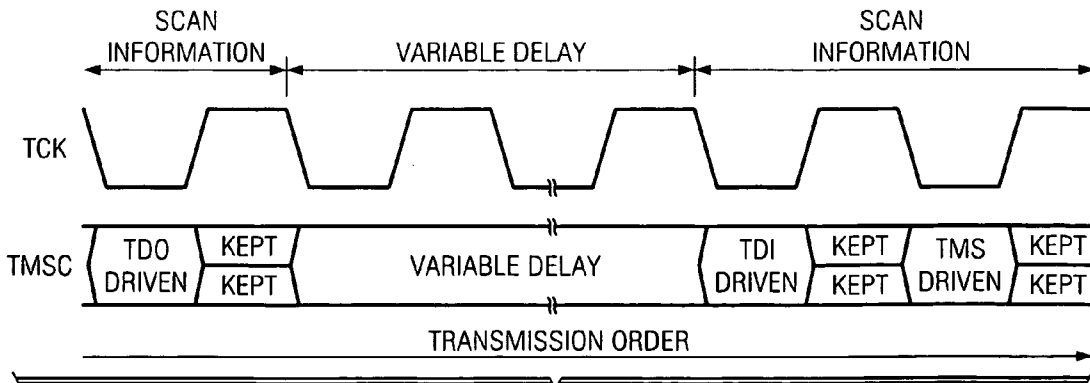 SCAN
INFORMATION
VARIABLE DELAY
SCAN
INFORMATION
TCK
TMSC
TDO
DRIVEN
KEPT
KEPT
VARIABLE DELAY
TDI
DRIVEN
KEPT
KEPT
TMS
DRIVEN
KEPT
KEPT
TRANSMISSION ORDER